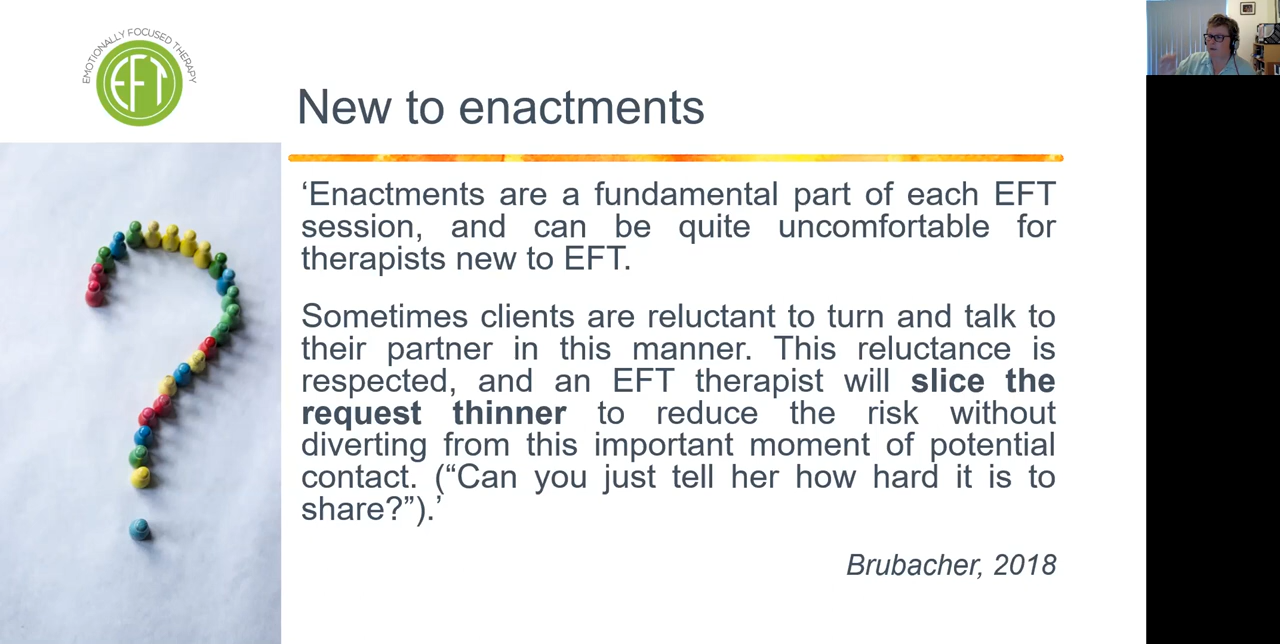 EMOTIONALLY FOCUSED THERAPY
EFT
New to enactments
‘Enactments are a fundamental part of each EFT
session, and can be quite uncomfortable for
therapists new to EFT.
Sometimes clients are reluctant to turn and talk to
their partner in this manner. This reluctance is
respected, and an EFT therapist will slice the
request thinner to reduce the risk without
diverting from this important moment of potential
contact. (“Can you just tell her how hard it is to
share?”).’
Brubacher, 2018